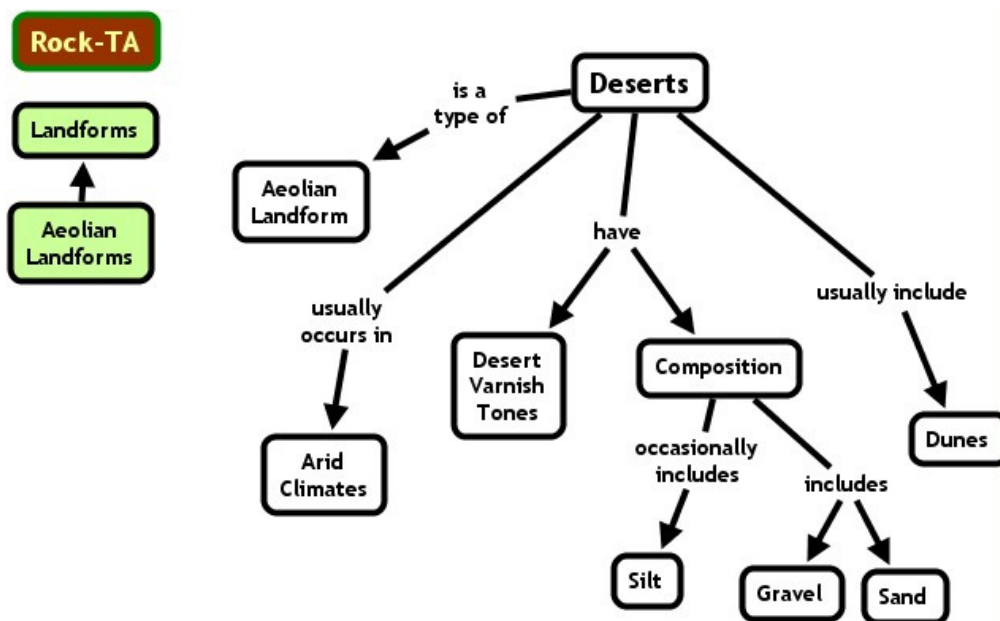 Rock-TA
Landforms
Aeolian
Landforms
Deserts
is a
type of
Aeolian
Landform
usually
occurs in
Arid
Climates
have
Desert
Varnish
Tones
Composition
occasionally
includes
Silt
includes
Gravel
Sand
usually include
Dunes